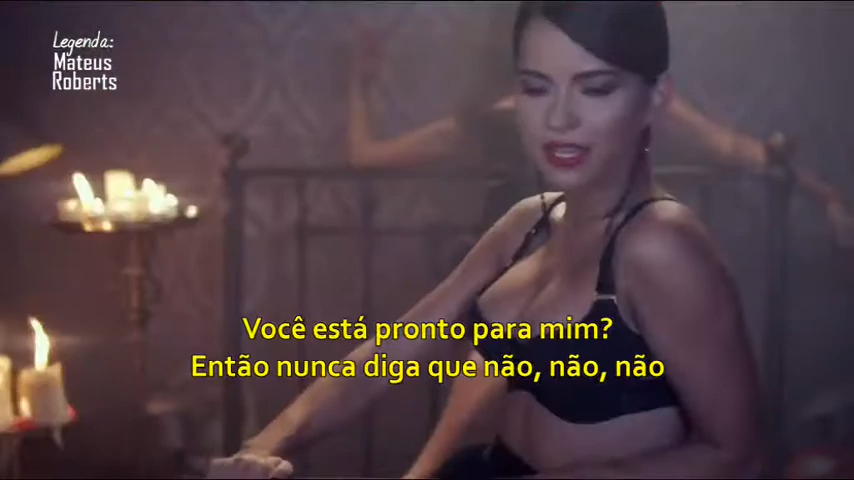 Legenda:
Mateus
Roberts
Você está pronto para mim?
Então nunca diga que não, não, não